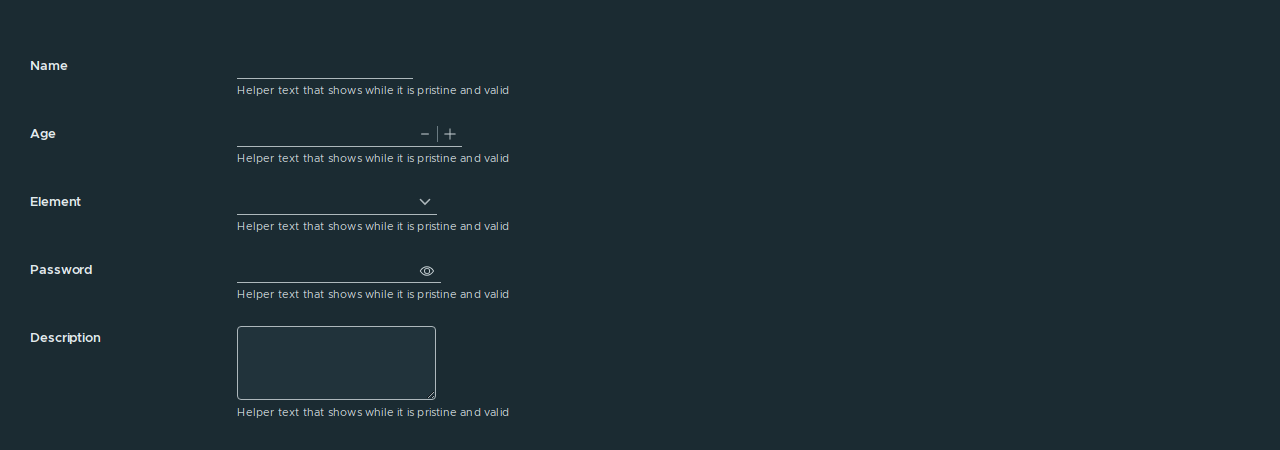 Name
Helper text that shows while it is pristine and valid
Age
Helper text that shows while it is pristine and valid
Element
Helper text that shows while it is pristine and valid
Password
Helper text that shows while it is pristine and valid
Description
Helper text that shows while it is pristine and valid